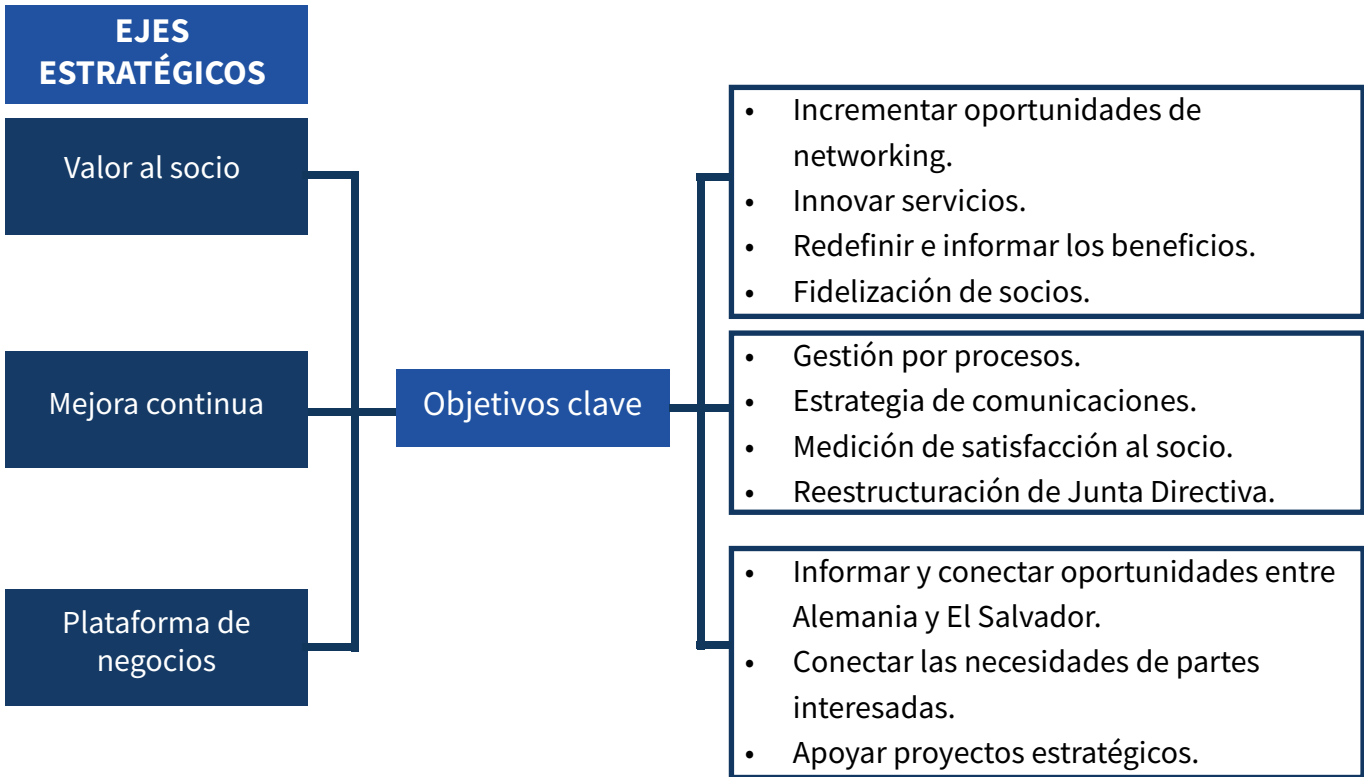 EJES
ESTRATÉGICOS
Valor al socio
Mejora continua
Plataforma de
negocios
Objetivos clave
• Incrementar oportunidades de
networking.
• Innovar servicios.
• Redefinir e informar los beneficios.
• Fidelización de socios.
• Gestión por procesos.
• Estrategia de comunicaciones.
• Medición de satisfacción al socio.
• Reestructuración de Junta Directiva.
• Informar y conectar oportunidades entre
Alemania y El Salvador.
• Conectar las necesidades de partes
interesadas.
• Apoyar proyectos estratégicos.